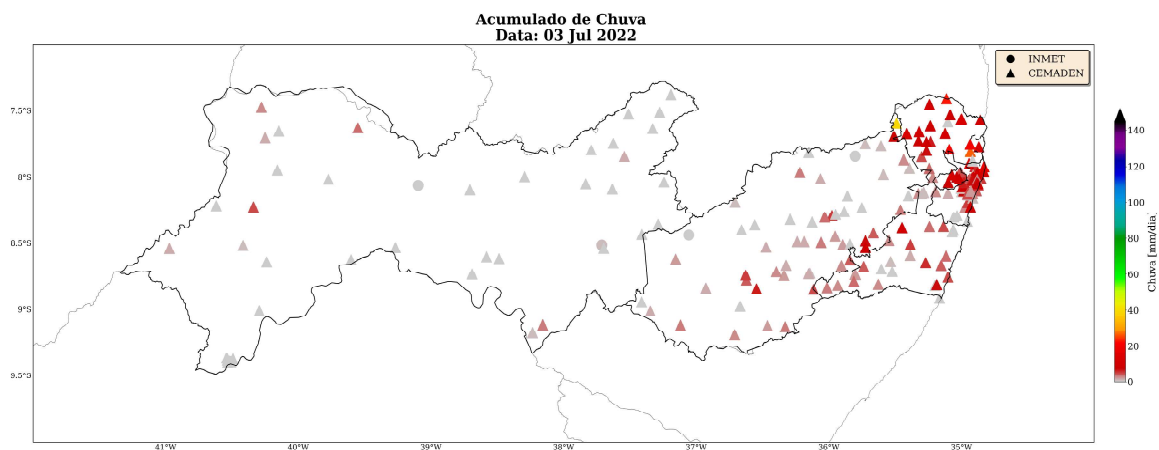 Acumulado de Chuva
Data: 03 Jul 2022
INMET
CEMADEN
7.5°S
8°S
8.5°S
9°S
9.5°S
41°W
40°W
39°W
38°W
37°W
36°W
35°W
140
120
100
80
60
40
20
0
Chuva [mm/dia]